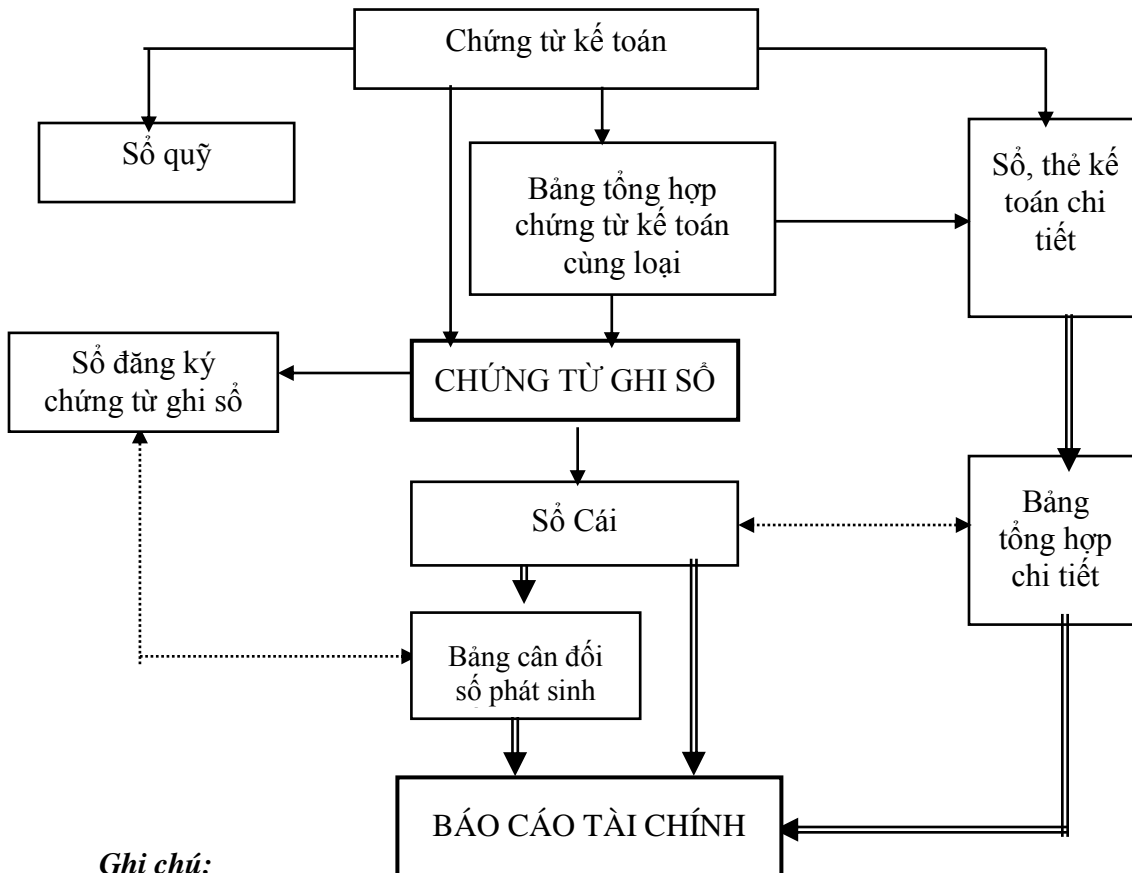 Chứng từ kế toán
Sổ quỹ
Bảng tổng hợp
chứng từ kế toán
cùng loại
Sổ, thẻ kế
toán chi
tiết
Sổ đăng ký
chứng từ ghi sổ
CHỨNG TỪ GHI SỔ
Sổ Cái
Bảng
tổng hợp
chi tiết
Bảng cân đối
số phát sinh
BÁO CÁO TÀI CHÍNH
Ghi chú: